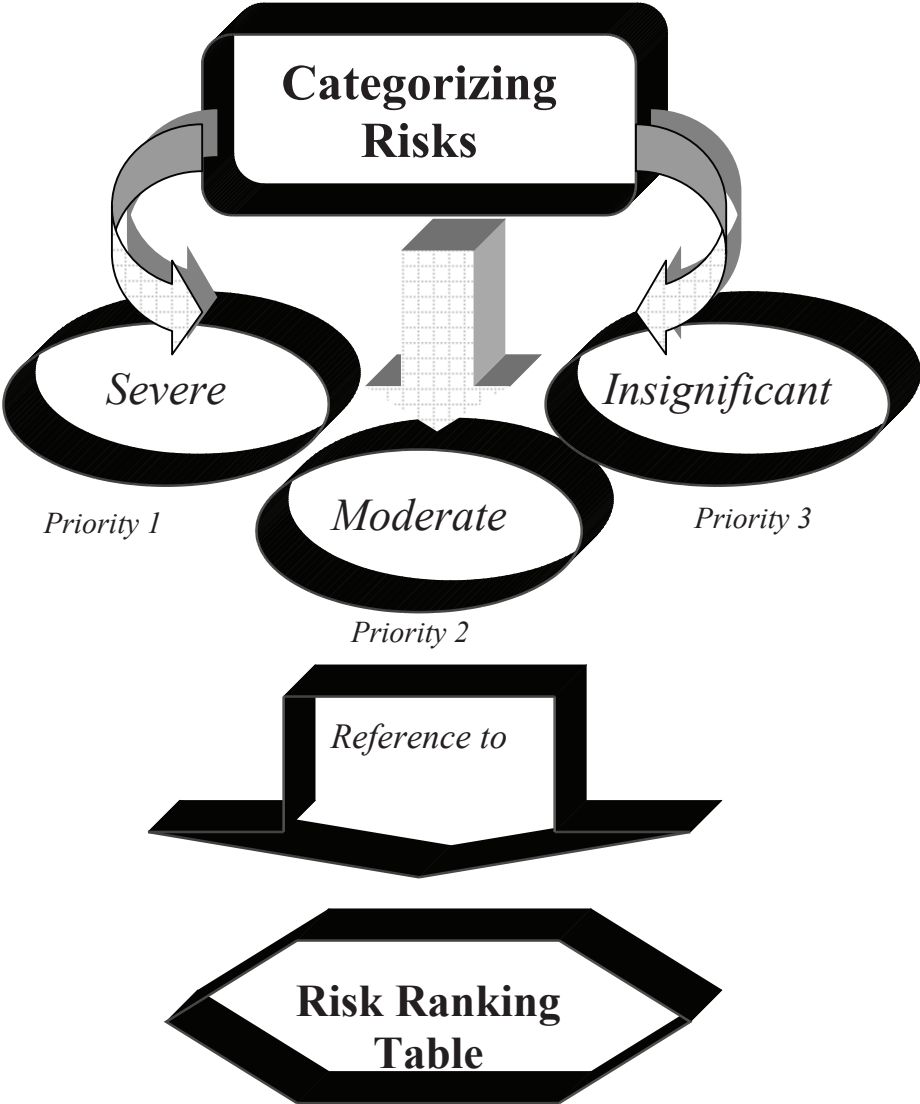 Categorizing
Risks
Severe
Insignificant
Moderate
Priority 1
Priority 3
Priority 2
Reference to
Risk Ranking
Table